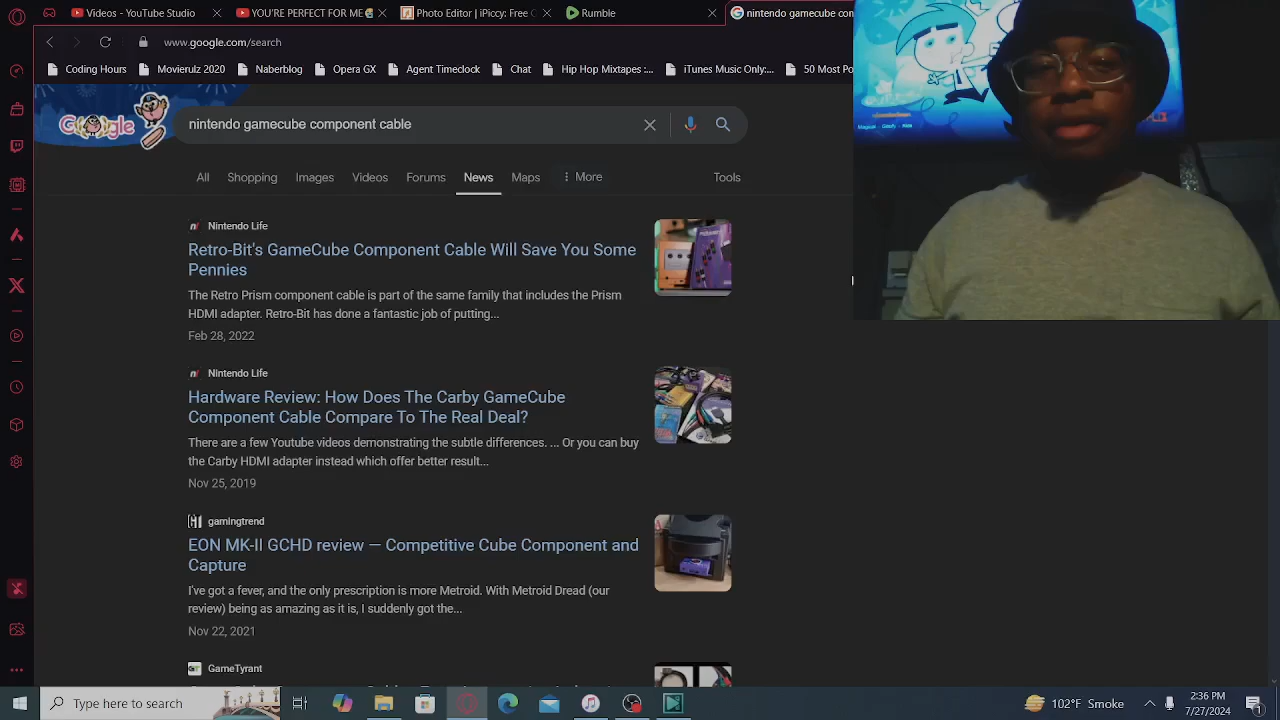 Videos - YouTube Studio
YOU'RE PERFECT FOR ME
Photo Editor | iPiccy: Free
Rumble
nintendo gamecube con
www.google.com/search
Coding Hours
Movierulz 2020
Naberblog
Opera GX
Agent Timeclock
Chat
Hip Hop Mixtapes :...
iTunes Music Only:...
50 Most Po
Google
nintendo gamecube component cable
All
Shopping
Images
Videos
Forums
News
Maps
More
Tools
Nintendo Life
Retro-Bit's GameCube Component Cable Will Save You Some
Pennies
The Retro Prism component cable is part of the same family that includes the Prism
HDMI adapter. Retro-Bit has done a fantastic job of putting...
Feb 28, 2022
Nintendo Life
Hardware Review: How Does The Carby GameCube
Component Cable Compare To The Real Deal?
There are a few Youtube videos demonstrating the subtle differences. ... Or you can buy
the Carby HDMI adapter instead which offer better result...
Nov 25, 2019
gamingtrend
EON MK-II GCHD review — Competitive Cube Component and
Capture
I've got a fever, and the only prescription is more Metroid. With Metroid Dread (our
review) being as amazing as it is, I suddenly got the...
Nov 22, 2021
GameTyrant
Type here to search
102°F Smoke
2:36 PM
7/27/2024